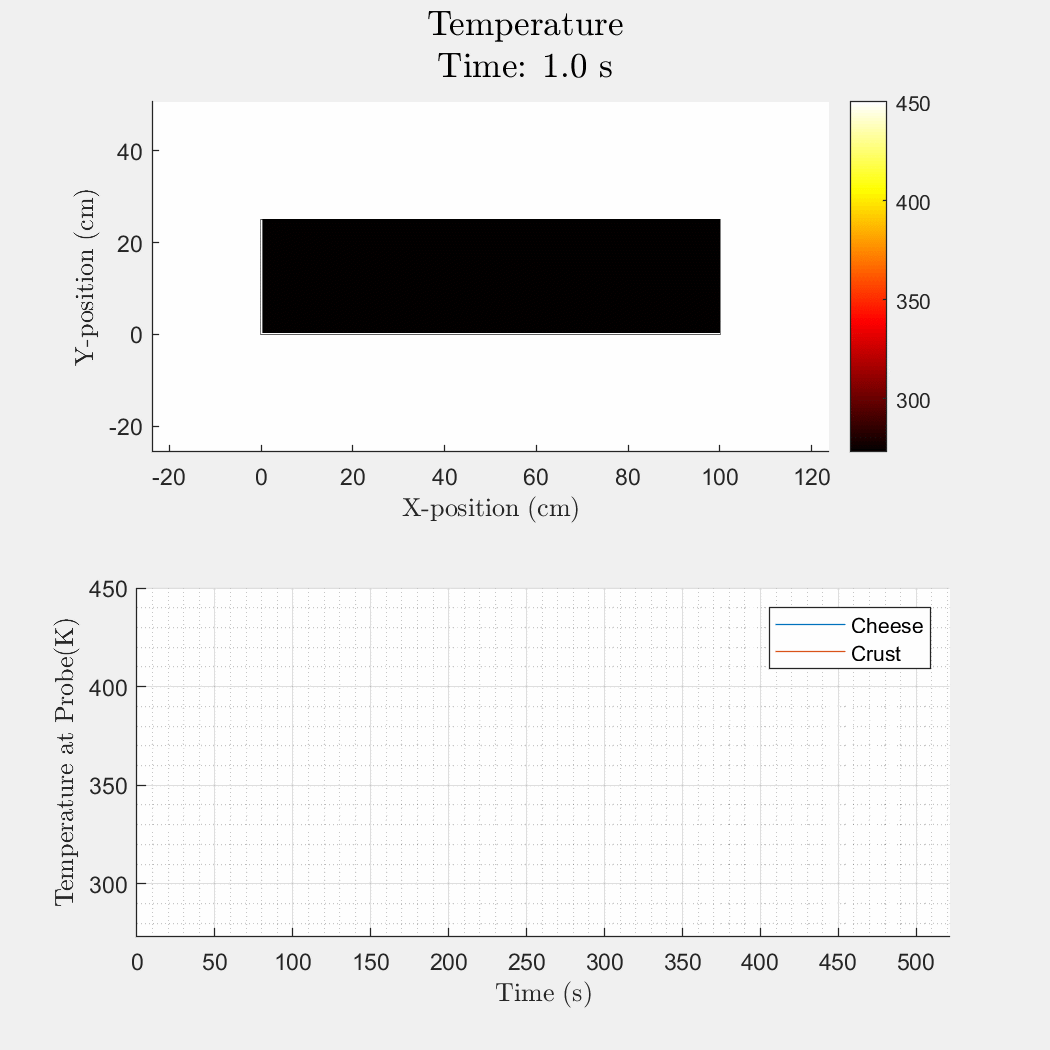 Temperature
Time: 1.0 s
40
20
0
-20
Y-position (cm)
-20 0 20 40 60 80 100 120
X-position (cm)
450
400
350
300
450
400
350
300
Temperature at Probe(K)
Cheese
Crust
0 50 100 150 200 250 300 350 400 450 500
Time (s)